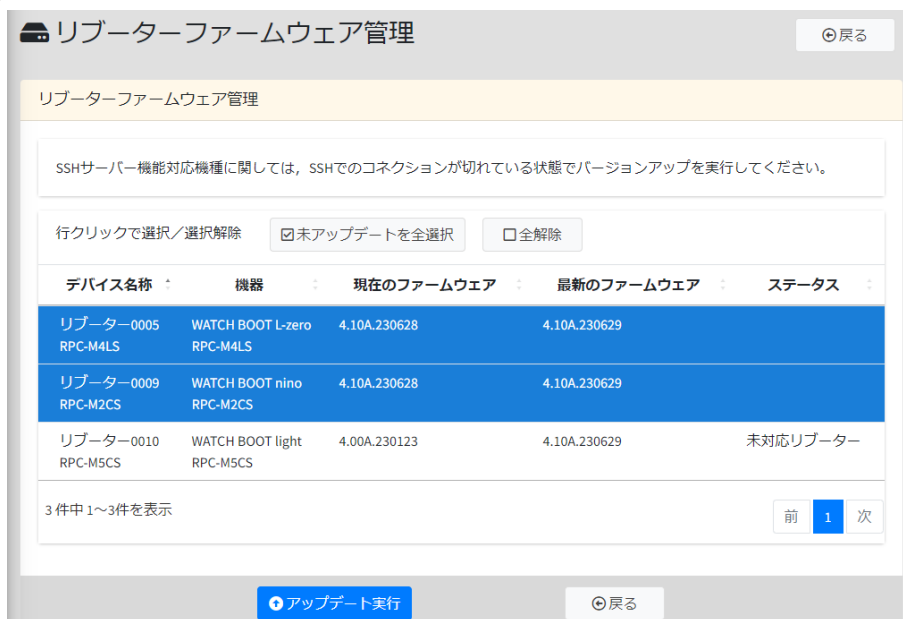 リブーターファームウェア管理
戻る
リブーターファームウェア管理
SSHサーバー機能対応機種に関しては，SSHでのコネクションが切れている状態でバージョンアップを実行してください。
行クリックで選択／選択解除 未アップデートを全選択 全解除
デバイス名称 機器 現在のファームウェア 最新のファームウェア ステータス
リブーター0005 WATCH BOOT L-zero 4.10A.230628 4.10A.230629
RPC-M4LS RPC-M4LS
リブーター0009 WATCH BOOT nino 4.10A.230628 4.10A.230629
RPC-M2CS RPC-M2CS
リブーター0010 WATCH BOOT light 4.00A.230123 4.10A.230629 未対応リブーター
RPC-M5CS RPC-M5CS
3 件中 1～3件を表示
前 1 次
アップデート実行 戻る